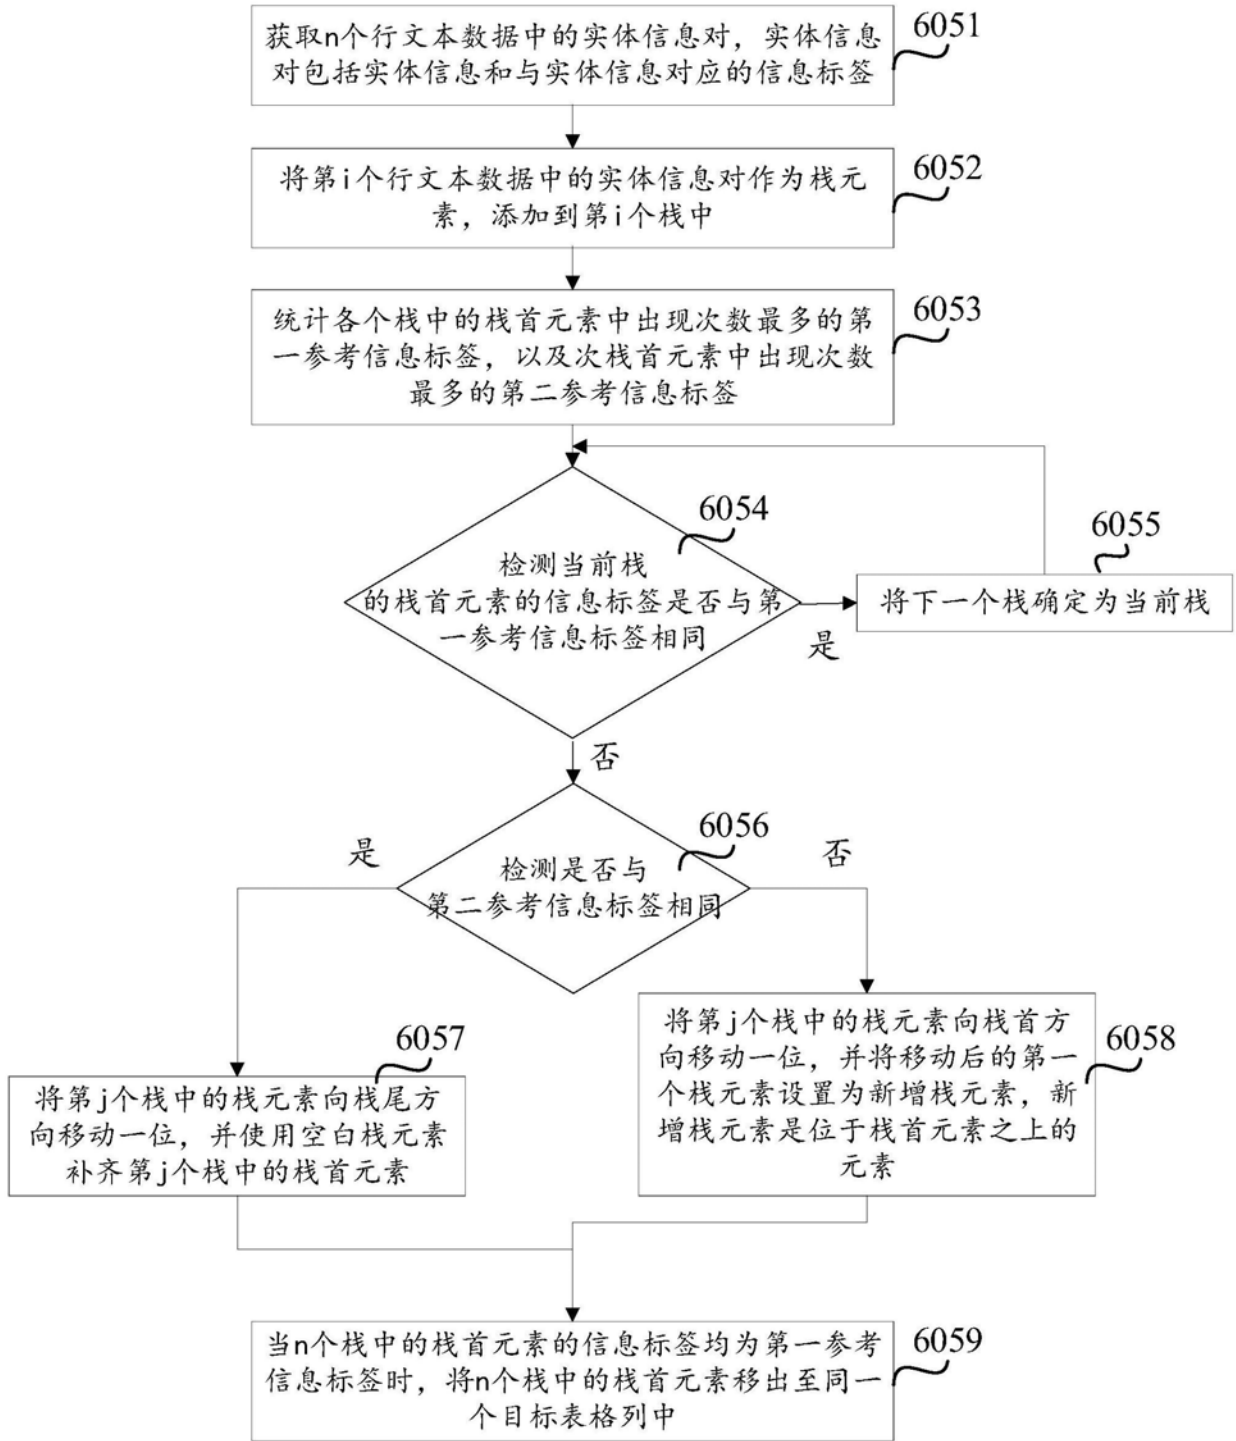 获取n个行文本数据中的实体信息对，实体信息
对包括实体信息和与实体信息对应的信息标签
6051
将第i个行文本数据中的实体信息对作为栈元
素，添加到第i个栈中
6052
统计各个栈中的栈首元素中出现次数最多的第
一参考信息标签，以及次栈首元素中出现次数
最多的第二参考信息标签
6053
检测当前栈
的栈首元素的信息标签是否与第
一参考信息标签相同
6054
是
将下一个栈确定为当前栈
6055
否
检测是否与
第二参考信息标签相同
6056
是
否
将第j个栈中的栈元素向栈尾方
向移动一位，并使用空白栈元素
补齐第j个栈中的栈首元素
6057
将第j个栈中的栈元素向栈首方
向移动一位，并将移动后的第一
个栈元素设置为新增栈元素，新
增栈元素是位于栈首元素之上的
元素
6058
当n个栈中的栈首元素的信息标签均为第一参考
信息标签时，将n个栈中的栈首元素移出至同一
个目标表格列中
6059